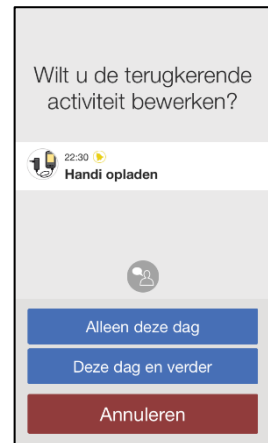 Wilt u de terugkerende
activiteit bewerken?
22:30
Handi opladen
Alleen deze dag
Deze dag en verder
Annuleren